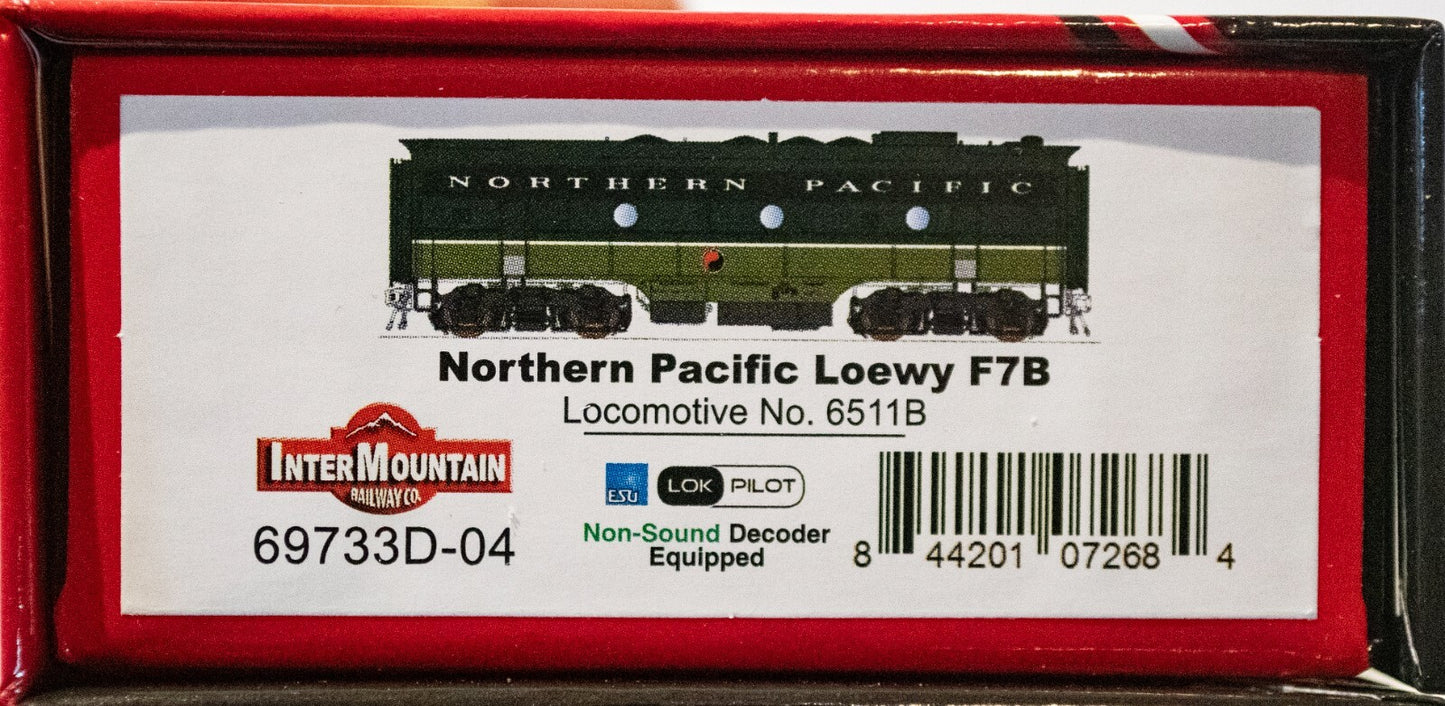 NORTHERN PACIFIC
Northern Pacific Loewy F7B
Locomotive No. 6511B
INTERMOUNTAIN
RAILWAY CO.
69733D-04
ESU LOK PILOT
Non-Sound Decoder
Equipped
8 44201 07268 4